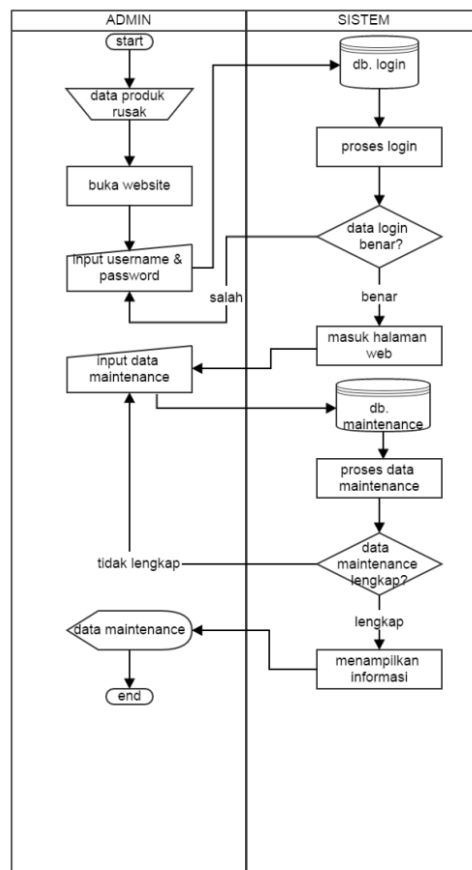 ADMIN
SISTEM
start
data produk
rusak
buka website
input username &
password
db. login
proses login
data login
benar?
salah
benar
masuk halaman
web
input data
maintenance
db.
maintenance
proses data
maintenance
data
maintenance
lengkap?
tidak lengkap
lengkap
menampilkan
informasi
data maintenance
end